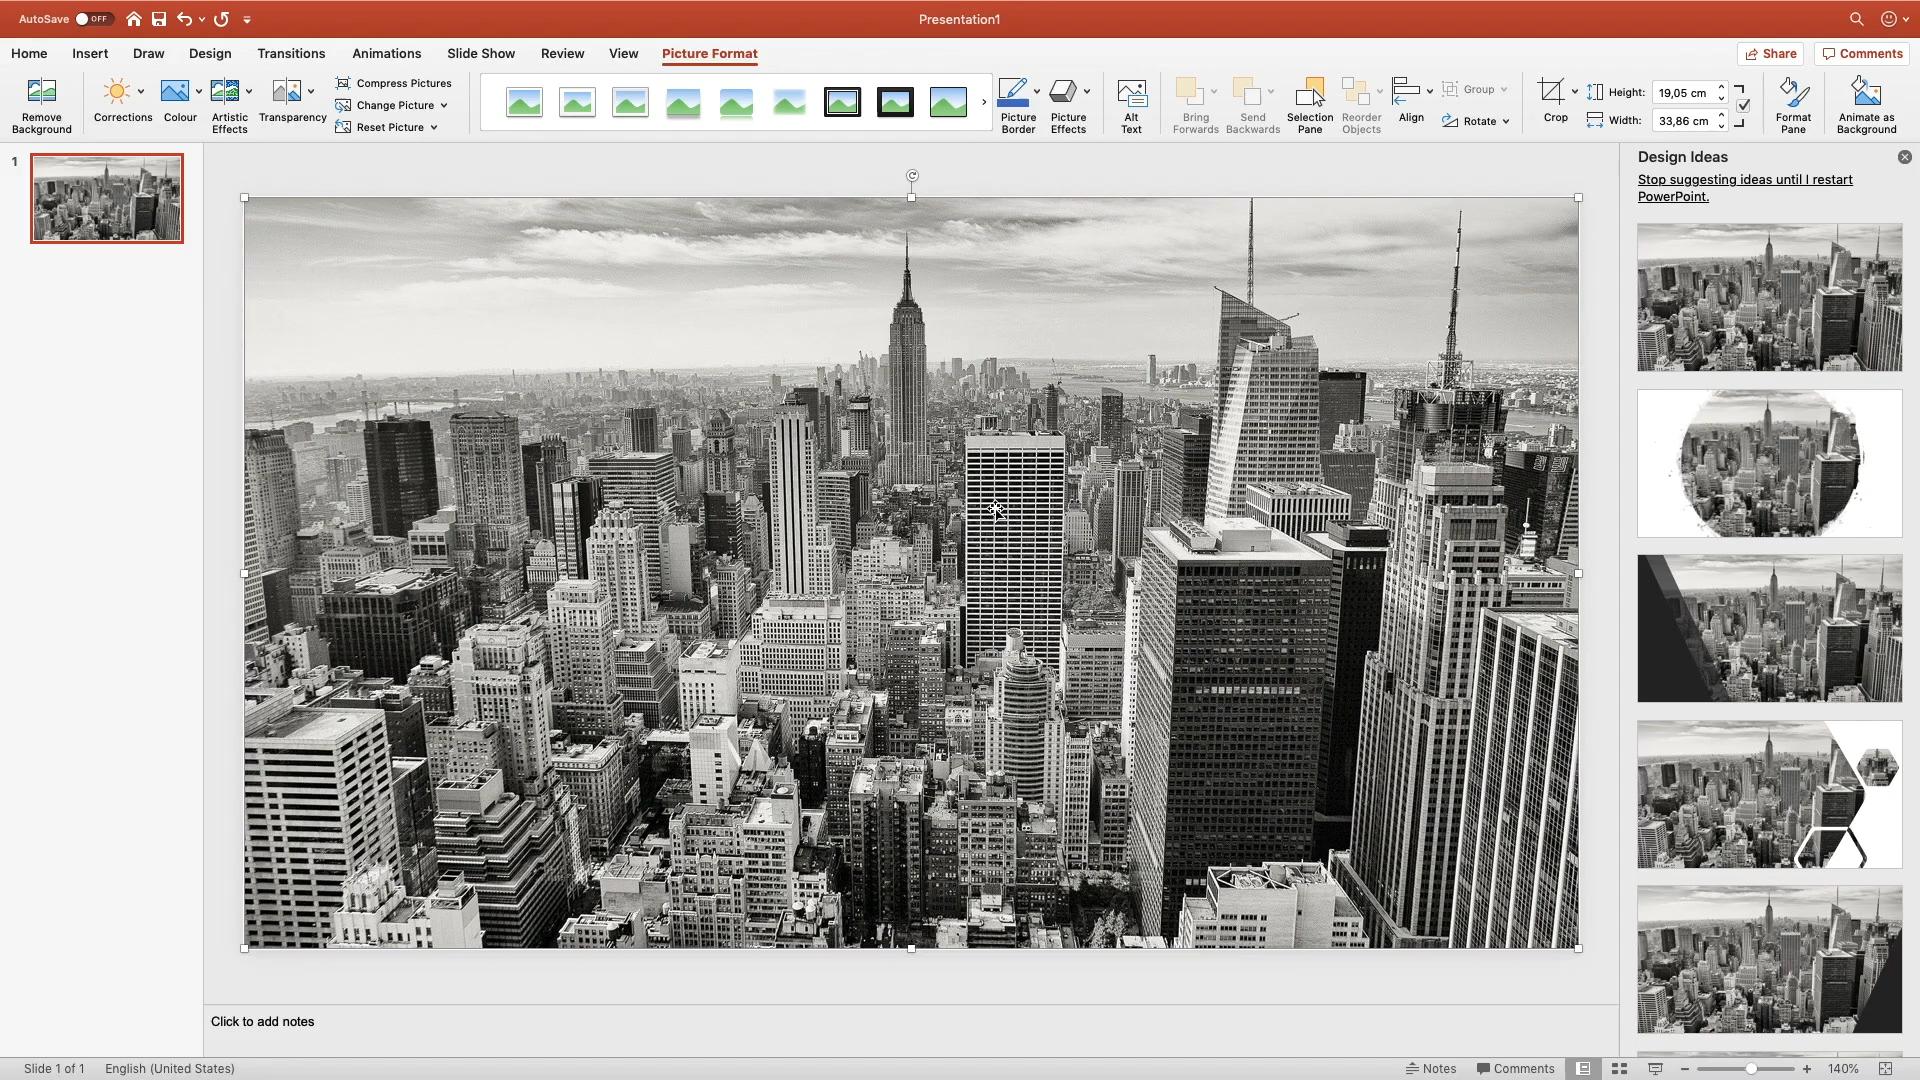 AutoSave OFF
Presentation1
Home Insert Draw Design Transitions Animations Slide Show Review View Picture Format
Share Comments
Remove Background
Corrections
Colour
Artistic Effects
Transparency
Compress Pictures
Change Picture
Reset Picture
Picture Border
Picture Effects
Alt Text
Bring Forwards
Send Backwards
Selection Pane
Reorder Objects
Align
Group
Rotate
Crop
Height: 19,05 cm
Width: 33,86 cm
Format Pane
Animate as Background
1
Design Ideas
Stop suggesting ideas until I restart
PowerPoint.
Click to add notes
Slide 1 of 1 English (United States)
Notes Comments 140%